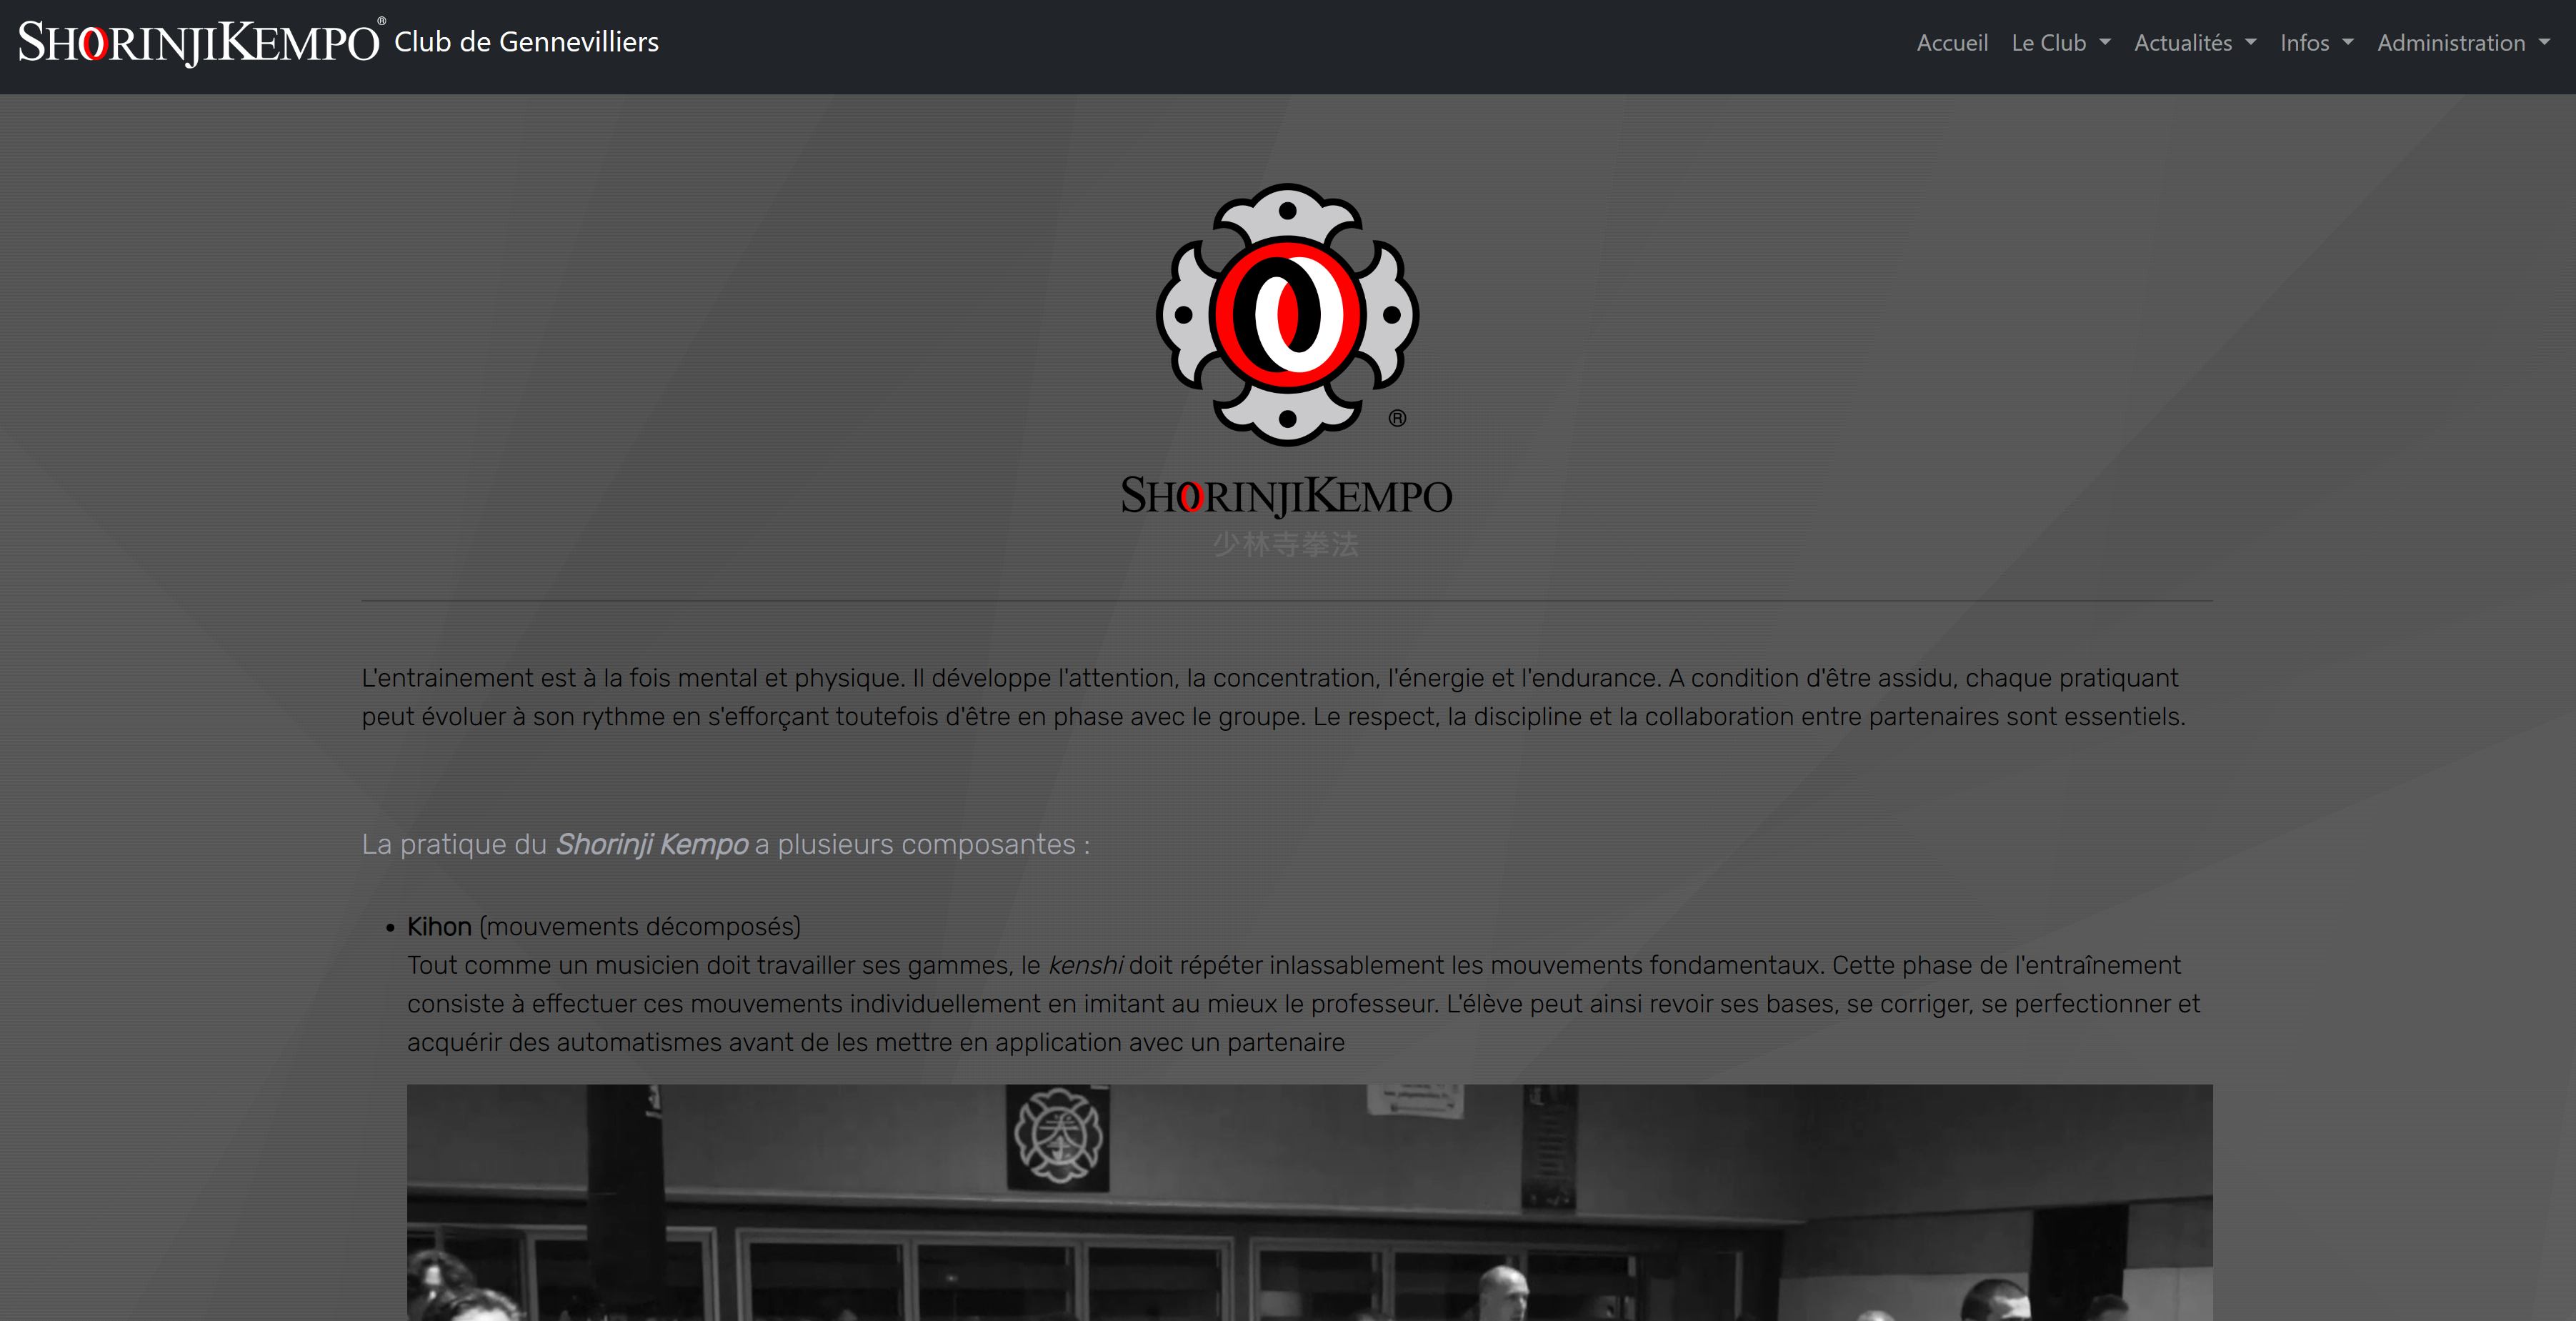 SHORINJIKEMPO® Club de Gennevilliers
Accueil Le Club Actualités Infos Administration
®
SHORINJIKEMPO
少林寺拳法
L'entrainement est à la fois mental et physique. Il développe l'attention, la concentration, l'énergie et l'endurance. A condition d'être assidu, chaque pratiquant
peut évoluer à son rythme en s'efforçant toutefois d'être en phase avec le groupe. Le respect, la discipline et la collaboration entre partenaires sont essentiels.
La pratique du Shorinji Kempo a plusieurs composantes :
• Kihon (mouvements décomposés)
Tout comme un musicien doit travailler ses gammes, le kenshi doit répéter inlassablement les mouvements fondamentaux. Cette phase de l'entraînement
consiste à effectuer ces mouvements individuellement en imitant au mieux le professeur. L'élève peut ainsi revoir ses bases, se corriger, se perfectionner et
acquérir des automatismes avant de les mettre en application avec un partenaire